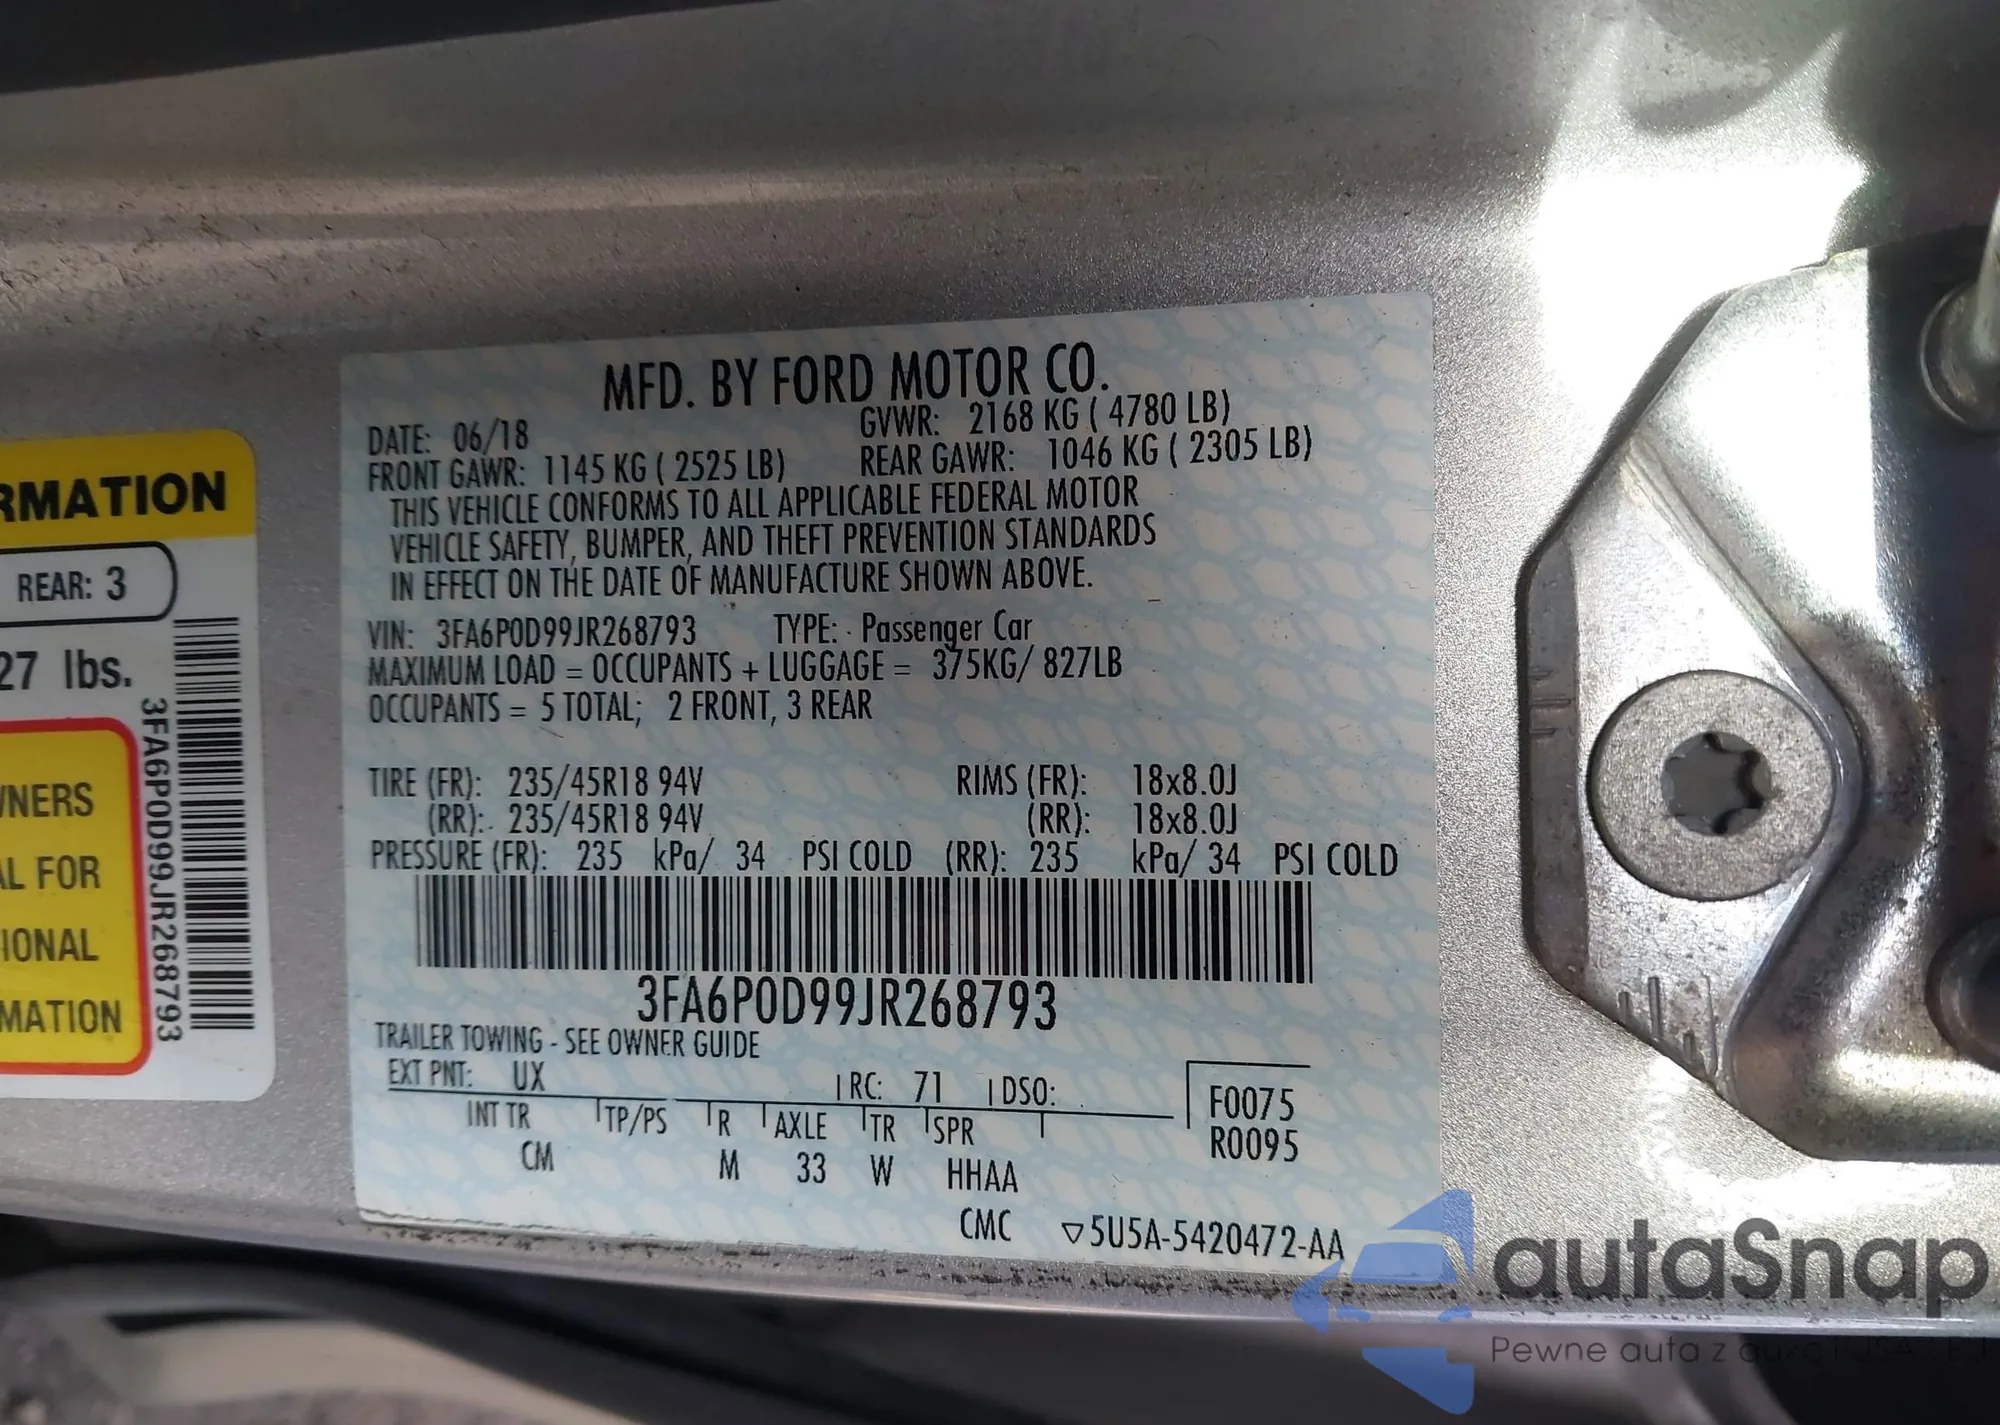 RMATION
REAR: 3
27 lbs.
WNERS
AL FOR
IONAL
MATION
3FA6P0D99JR268793
MFD. BY FORD MOTOR CO.
DATE: 06/18 GVWR: 2168 KG ( 4780 LB)
FRONT GAWR: 1145 KG ( 2525 LB) REAR GAWR: 1046 KG ( 2305 LB)
THIS VEHICLE CONFORMS TO ALL APPLICABLE FEDERAL MOTOR
VEHICLE SAFETY, BUMPER, AND THEFT PREVENTION STANDARDS
IN EFFECT ON THE DATE OF MANUFACTURE SHOWN ABOVE.
VIN: 3FA6P0D99JR268793 TYPE: Passenger Car
MAXIMUM LOAD = OCCUPANTS + LUGGAGE = 375KG/ 827LB
OCCUPANTS = 5 TOTAL; 2 FRONT, 3 REAR
TIRE (FR): 235/45R18 94V RIMS (FR): 18x8.0J
(RR): 235/45R18 94V (RR): 18x8.0J
PRESSURE (FR): 235 kPa/ 34 PSI COLD (RR): 235 kPa/ 34 PSI COLD
3FA6P0D99JR268793
TRAILER TOWING - SEE OWNER GUIDE
EXT PNT: UX RC: 71 DSO:
INT TR TP/PS R AXLE TR SPR
CM M 33 W HHAA
F0075
R0095
CMC ▽5U5A-5420472-AA
autaSnap
Pewne auta z